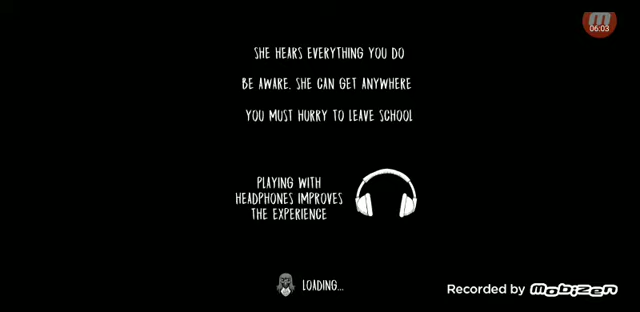 06:03
SHE HEARS EVERYTHING YOU DO
BE AWARE. SHE CAN GET ANYWHERE
YOU MUST HURRY TO LEAVE SCHOOL
PLAYING WITH
HEADPHONES IMPROVES
THE EXPERIENCE
LOADING...
Recorded by Mobizen